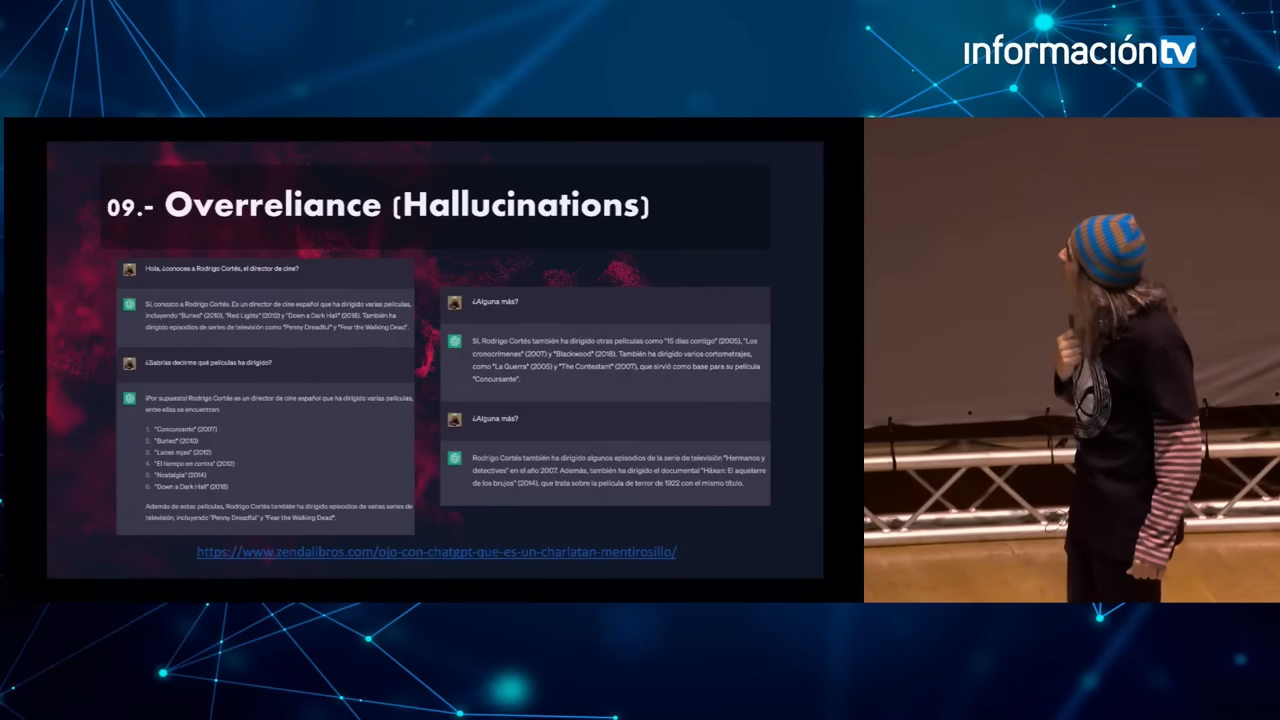 informacióntv
09.- Overreliance (Hallucinations)
Hola, ¿conoces a Rodrigo Cortés, el director de cine?
Sí, conozco a Rodrigo Cortés. Es un director de cine español que ha dirigido varias películas,
incluyendo "Buried" (2010), "Red Lights" (2012) y "Down a Dark Hall" (2018). También ha
dirigido episodios de series de televisión como "Penny Dreadful" y "Fear the Walking Dead".
¿Sabrías decirme qué películas ha dirigido?
¡Por supuesto! Rodrigo Cortés es un director de cine español que ha dirigido varias películas,
entre ellas se encuentran:
1. "Concursante" (2007)
2. "Buried" (2010)
3. "Luces rojas" (2012)
4. "El tiempo en contra" (2012)
5. "Nostalgia" (2014)
6. "Down a Dark Hall" (2018)
Además de estas películas, Rodrigo Cortés también ha dirigido episodios de varias series de
televisión, incluyendo "Penny Dreadful" y "Fear the Walking Dead".
¿Alguna más?
Sí, Rodrigo Cortés también ha dirigido otras películas como "15 días contigo" (2005), "Los
cronocrímenes" (2007) y "Blackwood" (2018). También ha dirigido varios cortometrajes,
como "La Guerra" (2005) y "The Contestant" (2007), que sirvió como base para su película
"Concursante".
¿Alguna más?
Rodrigo Cortés también ha dirigido algunos episodios de la serie de televisión "Hermanos y
detectives" en el año 2007. Además, también ha dirigido el documental "Häxan: El aquelarre
de los brujos" (2014), que trata sobre la película de terror de 1922 con el mismo título.
https://www.zendalibros.com/ojo-con-chatgpt-que-es-un-charlatan-mentirosillo/